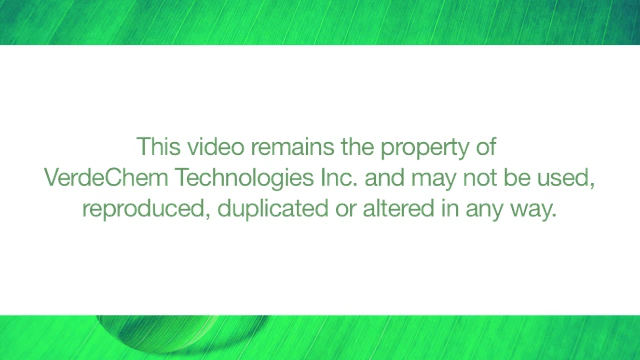 This video remains the property of
VerdeChem Technologies Inc. and may not be used,
reproduced, duplicated or altered in any way.